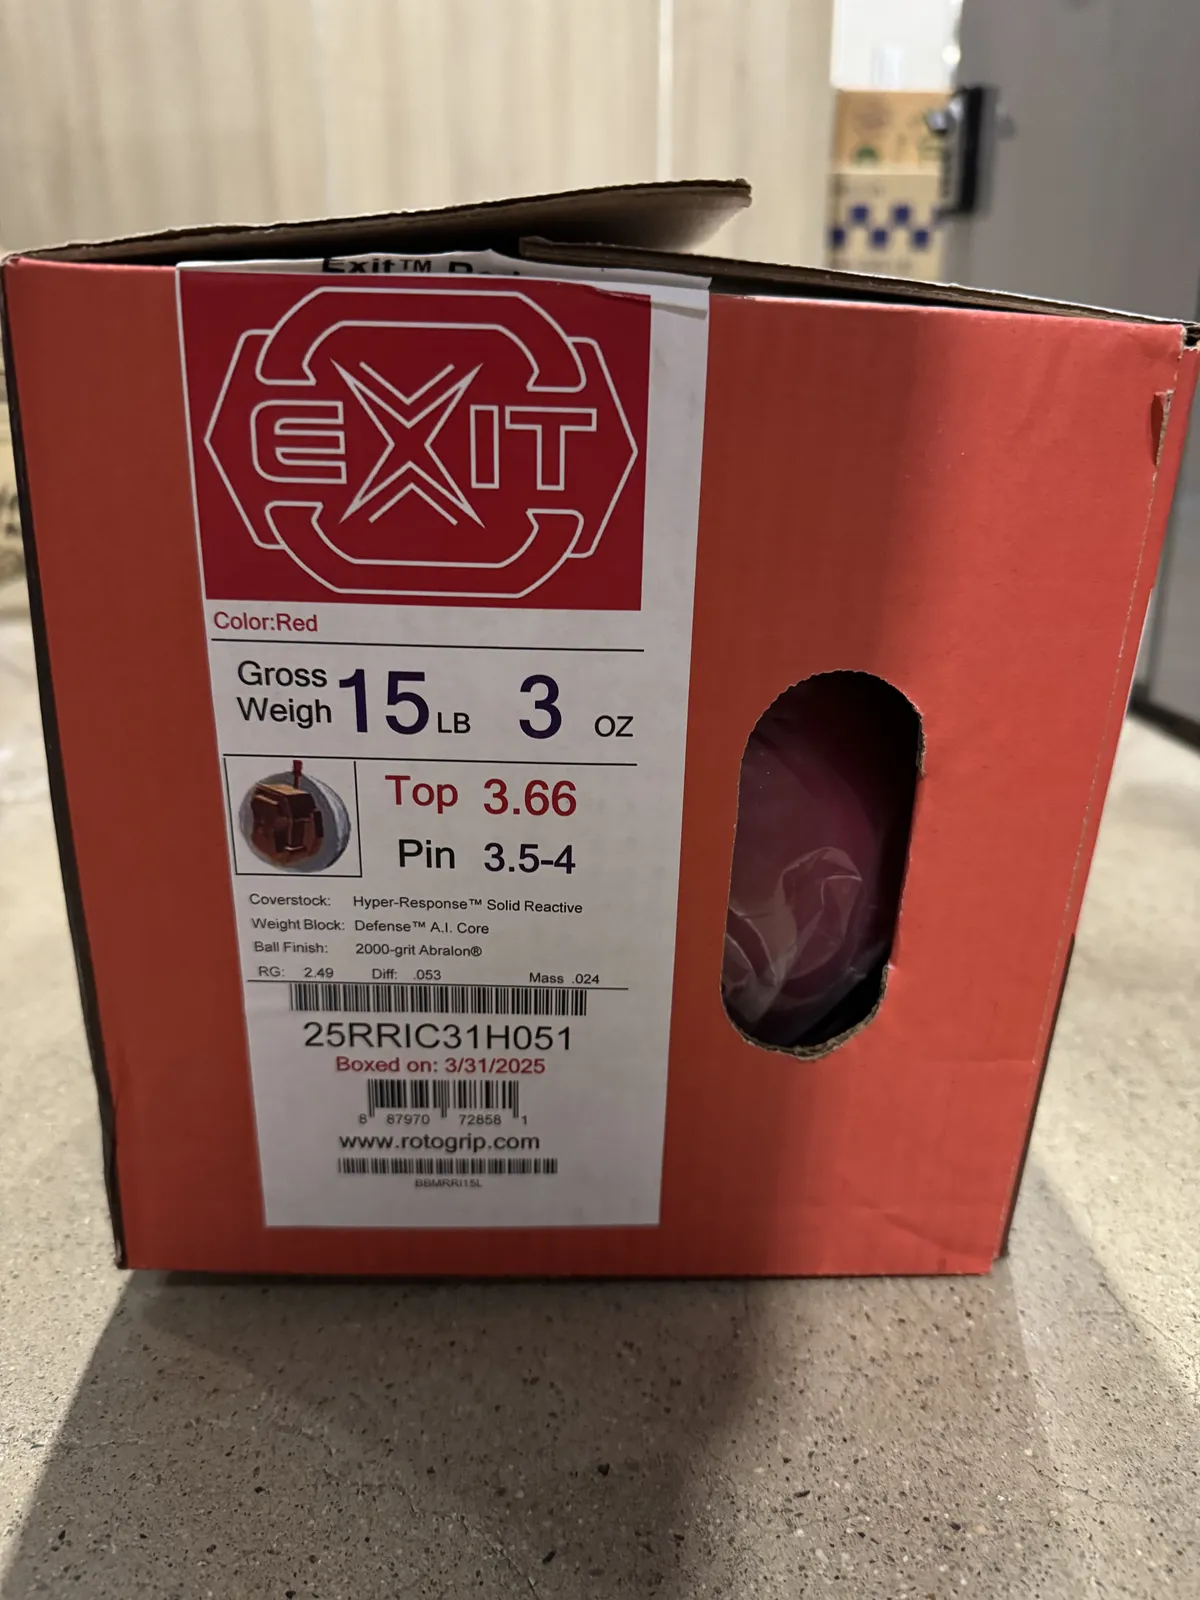 Exit™ Red
EXIT
Color:Red
Gross
Weigh 15 LB 3 OZ
Top 3.66
Pin 3.5-4
Coverstock: Hyper-Response™ Solid Reactive
Weight Block: Defense™ A.I. Core
Ball Finish: 2000-grit Abralon®
RG: 2.49 Diff: .053 Mass .024
25RRIC31H051
Boxed on: 3/31/2025
8 87970 72858 1
www.rotogrip.com
BBMRRI15L